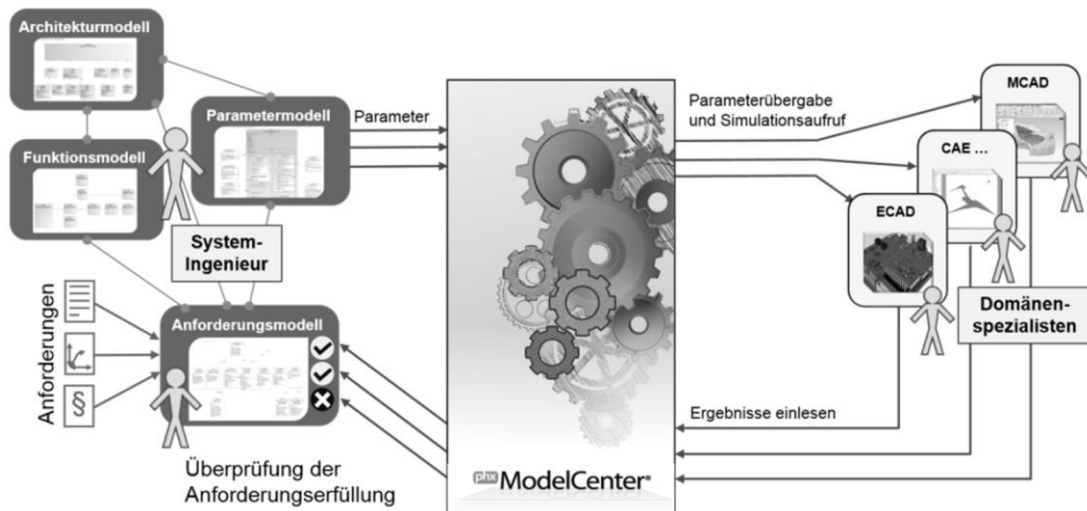 Architekturmodell
Parametermodell
Funktionsmodell
System-
Ingenieur
Anforderungen
§
Anforderungsmodell
Überprüfung der
Anforderungserfüllung
Parameter
phx ModelCenter®
Parameterübergabe
und Simulationsaufruf
MCAD
CAE ...
ECAD
Domänen-
spezialisten
Ergebnisse einlesen